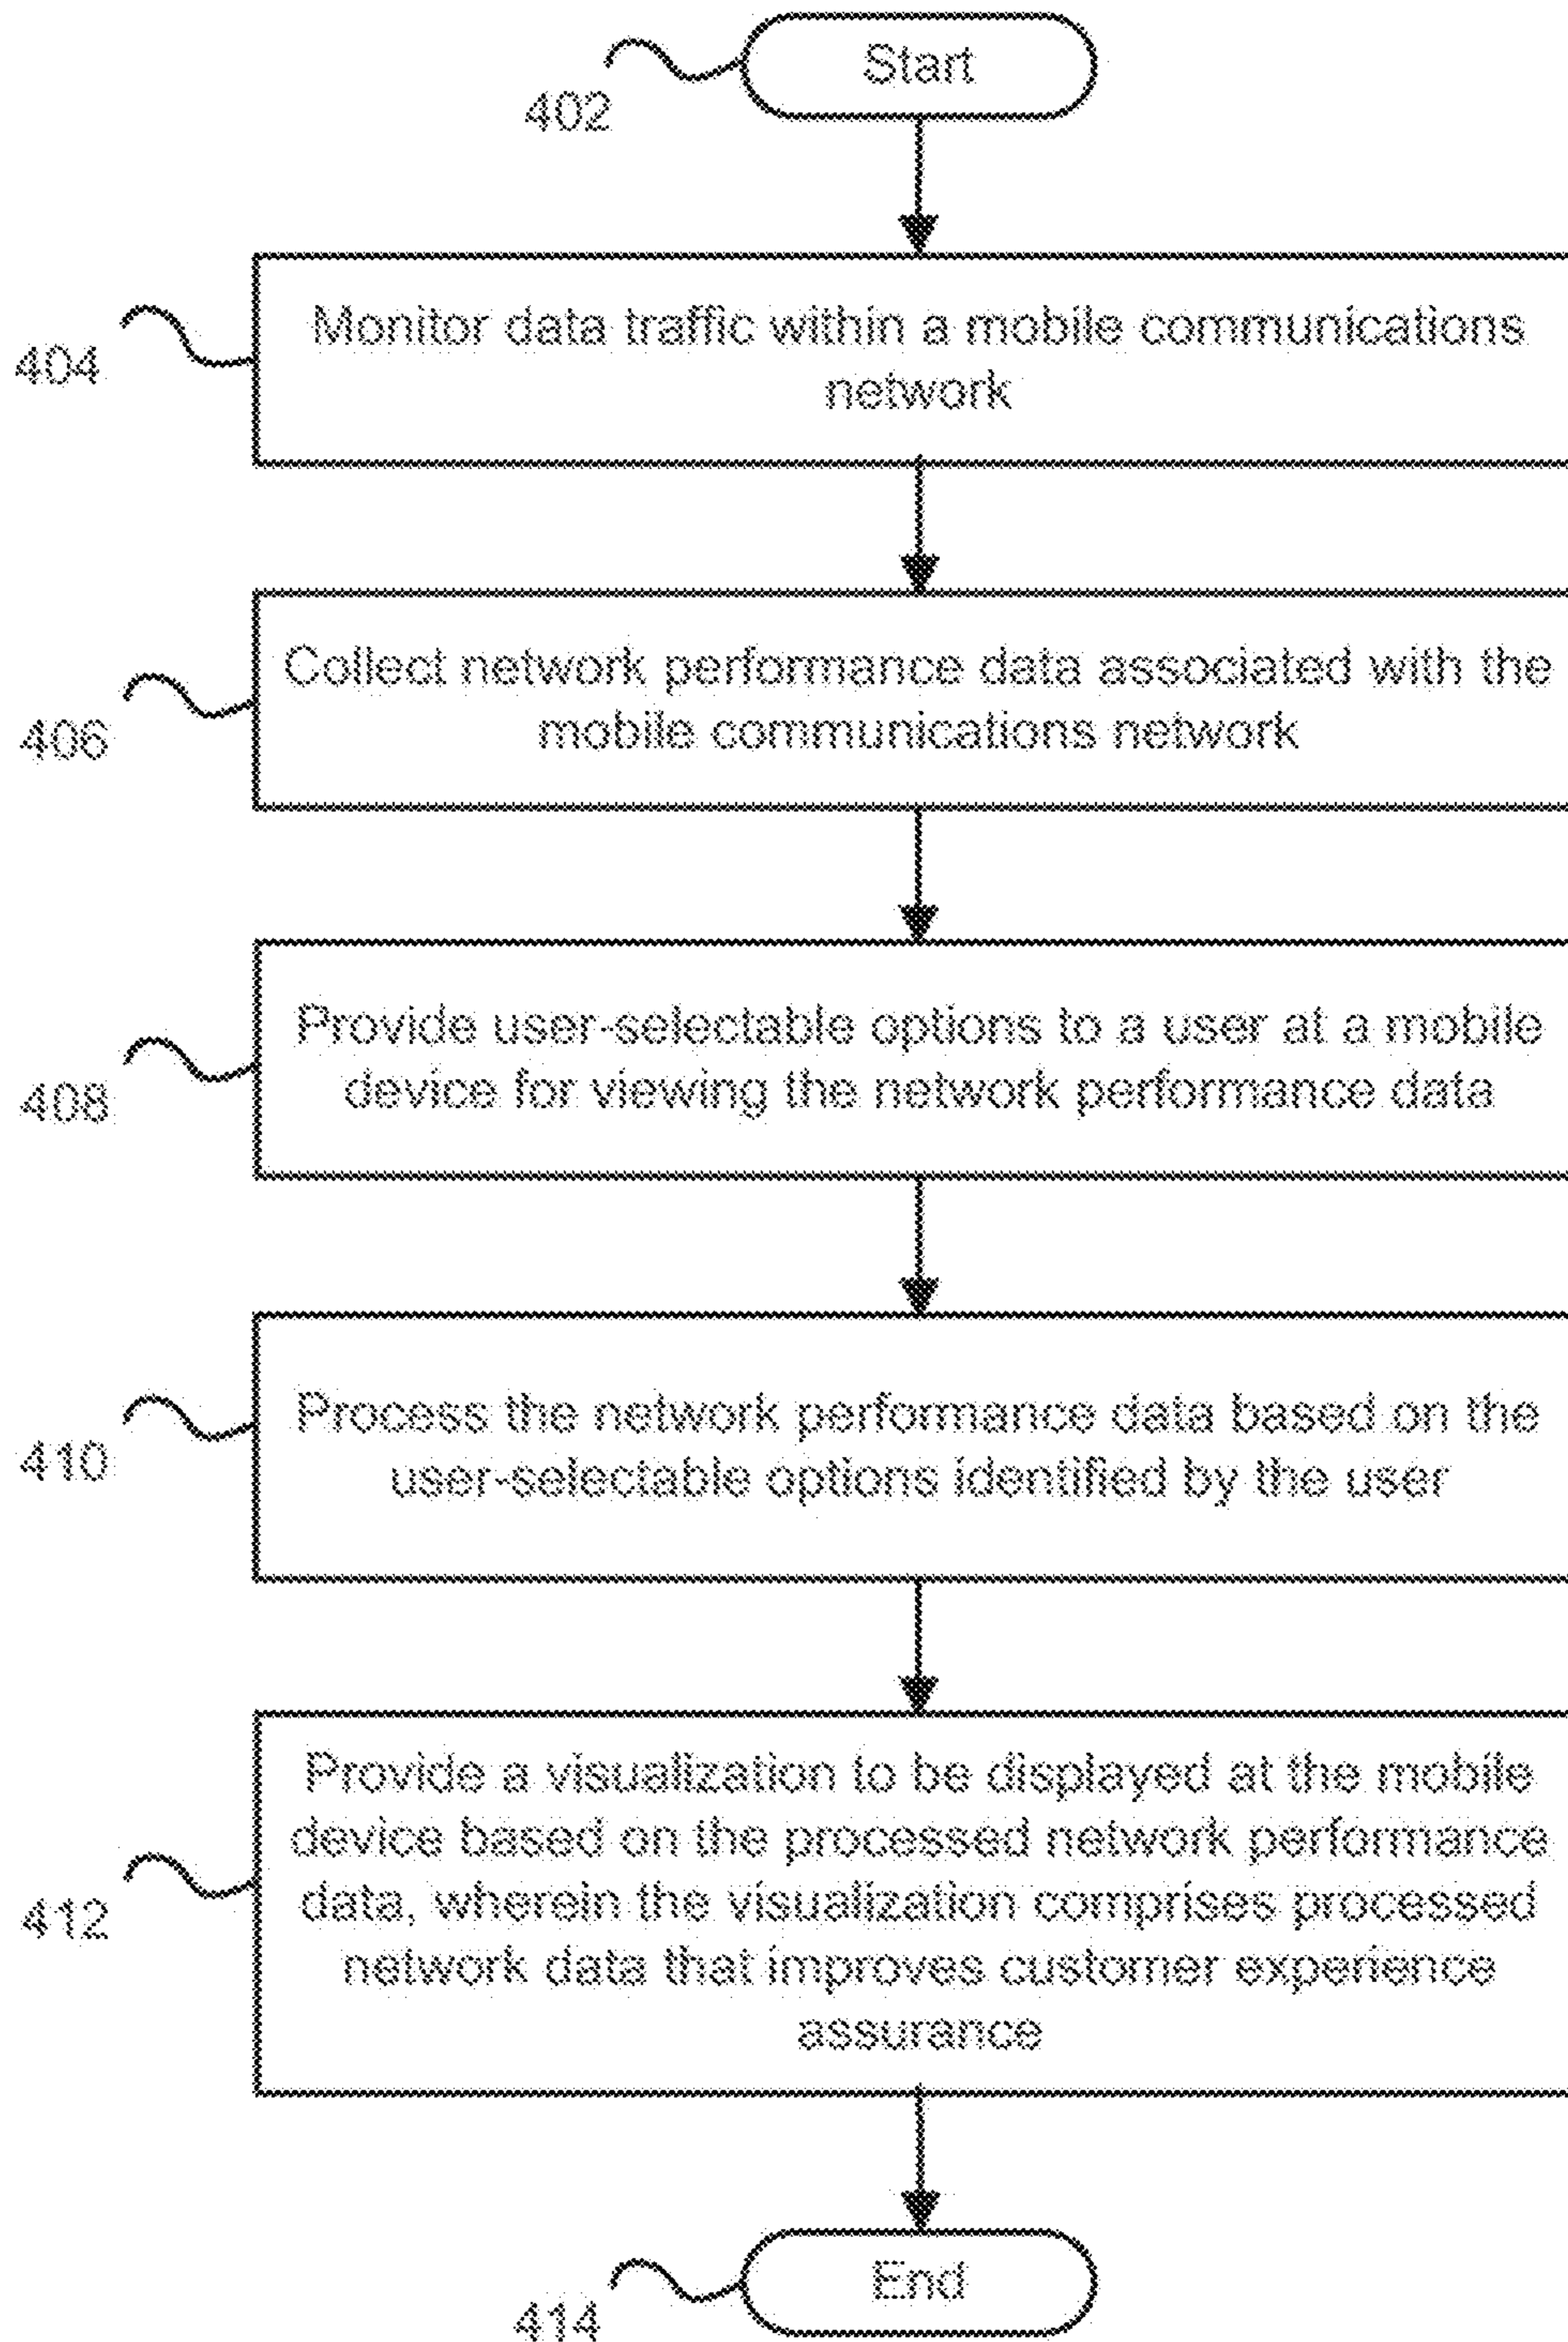 Start
402
Monitor data traffic within a mobile communications
network
404
Collect network performance data associated with the
mobile communications network
406
Provide user-selectable options to a user at a mobile
device for viewing the network performance data
408
Process the network performance data based on the
user-selectable options identified by the user
410
Provide a visualization to be displayed at the mobile
device based on the processed network performance
data, wherein the visualization comprises processed
network data that improves customer experience
assurance
412
End
414